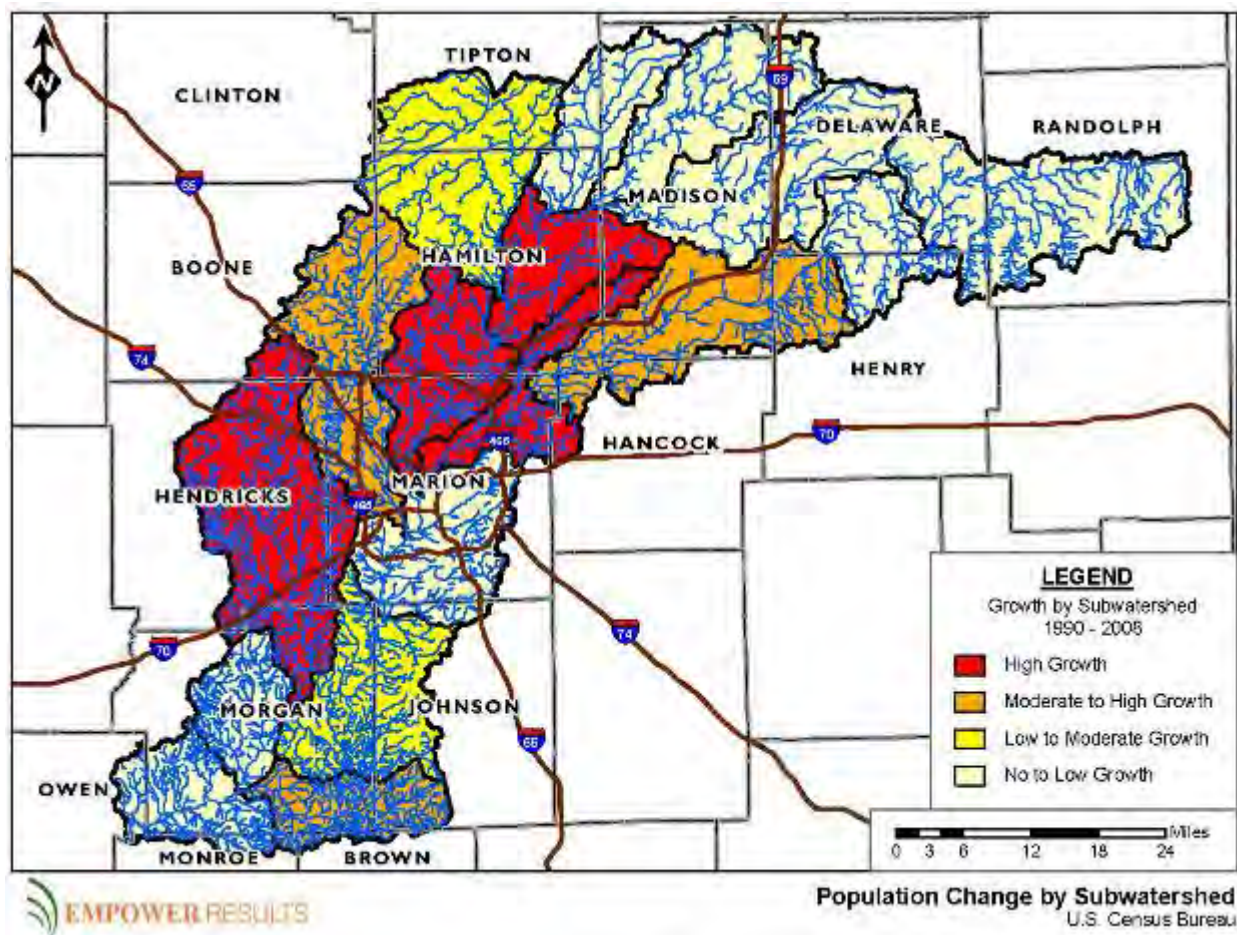 N
TIPTON
CLINTON
69
DELAWARE
RANDOLPH
65
MADISON
BOONE
HAMILTON
74
HENRY
70
HANCOCK
465
MARION
HENDRICKS
465
LEGEND
Growth by Subwatershed
1990 - 2008
High Growth
Moderate to High Growth
Low to Moderate Growth
No to Low Growth
70
74
MORGAN
JOHNSON
65
OWEN
MONROE
BROWN
Miles
0 3 6 12 18 24
EMPOWER RESULTS
Population Change by Subwatershed
U.S. Census Bureau